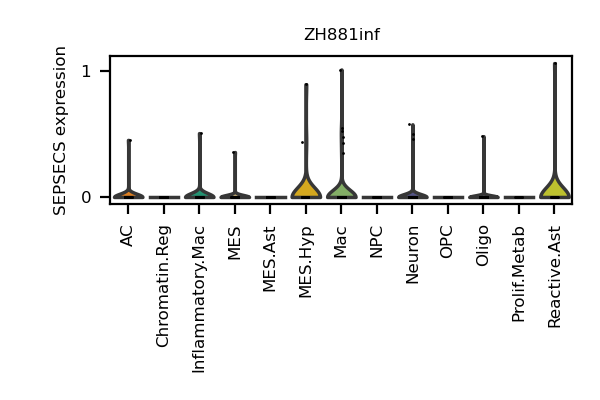 ZH881inf
SEPSECS expression
1
0
AC
Chromatin.Reg
Inflammatory.Mac
MES
MES.Ast
MES.Hyp
Mac
NPC
Neuron
OPC
Oligo
Prolif.Metab
Reactive.Ast